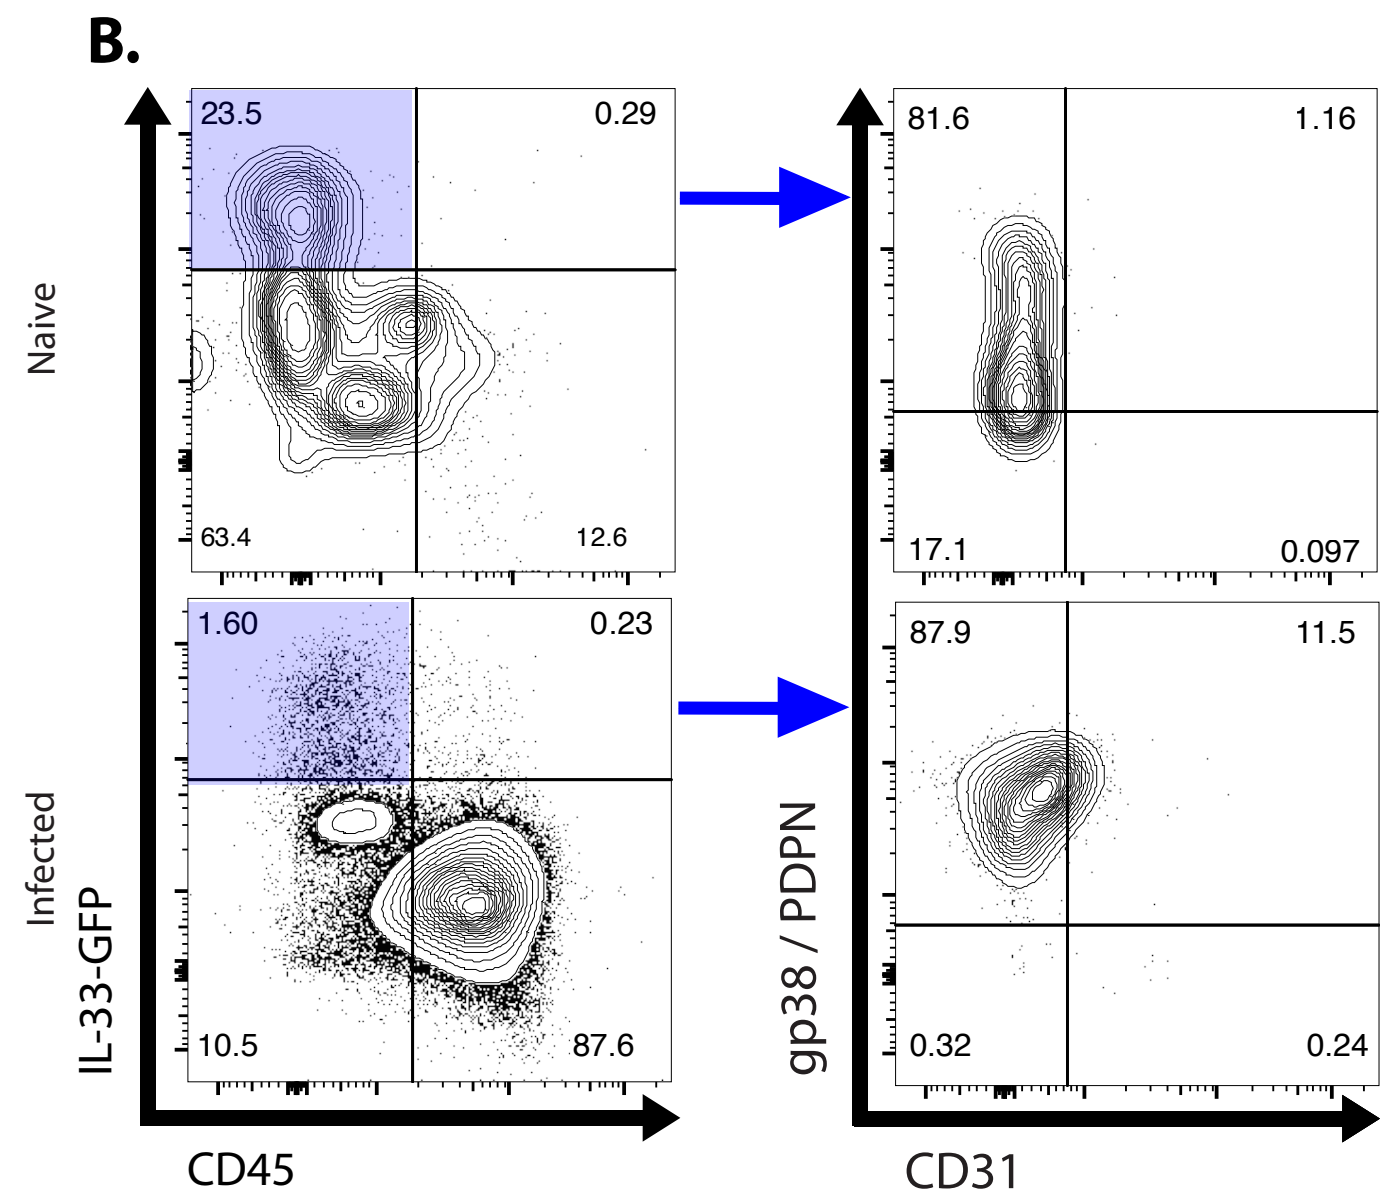 B.
23.5 0.29
81.6 1.16
Naive
63.4 12.6
17.1 0.097
1.60 0.23
87.9 11.5
Infected
IL-33-GFP
gp38 / PDPN
10.5 87.6
0.32 0.24
CD45
CD31